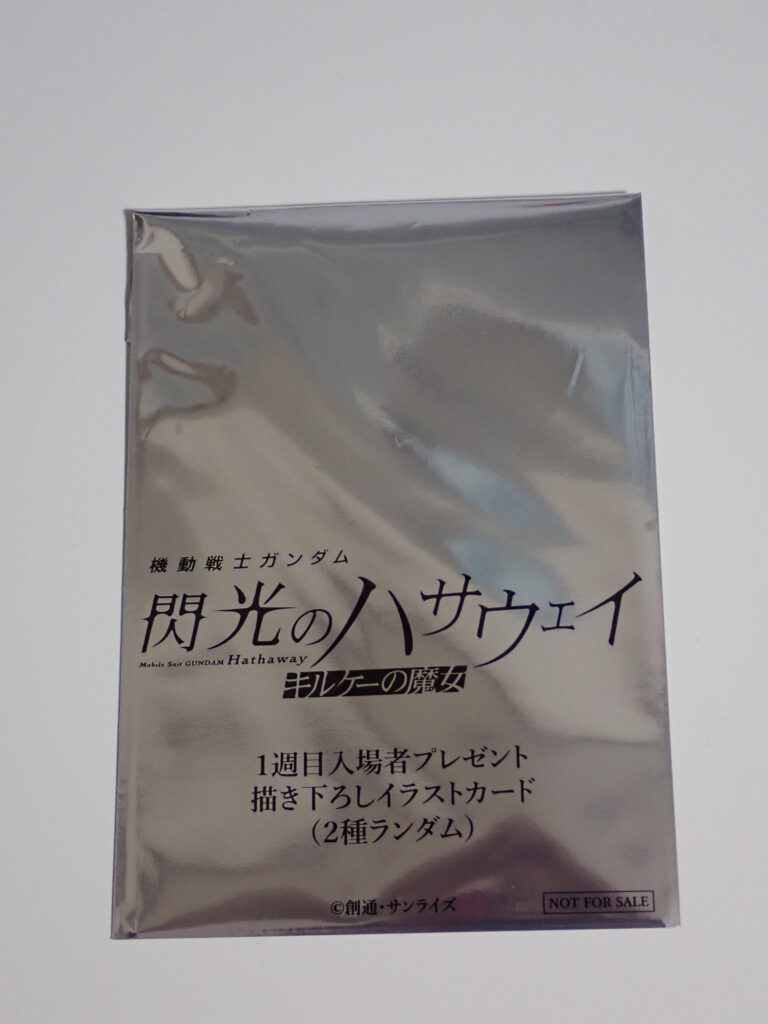 機動戦士ガンダム
閃光のハサウェイ
Mobile Suit GUNDAM Hathaway
キルケーの魔女
1週目入場者プレゼント
描き下ろしイラストカード
(2種ランダム)
©創通・サンライズ
NOT FOR SALE